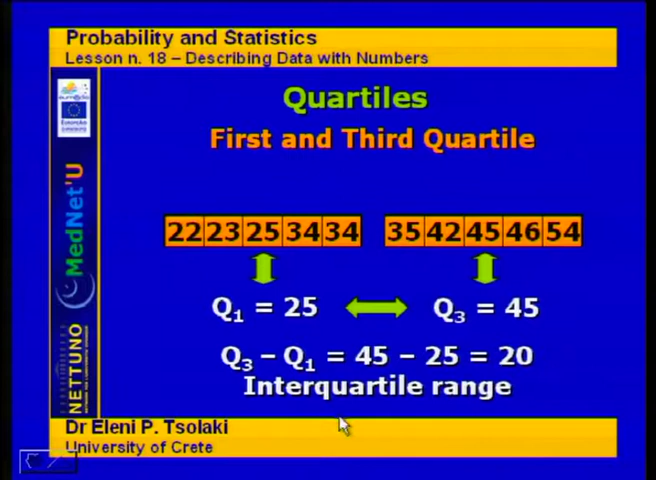 Probability and Statistics
Lesson n. 18 – Describing Data with Numbers
Quartiles
First and Third Quartile
22 23 25 34 34 35 42 45 46 54
Q₁ = 25 Q₃ = 45
Q₃ – Q₁ = 45 – 25 = 20
Interquartile range
MedNet'U
NETTUNO
Dr Eleni P. Tsolaki
University of Crete